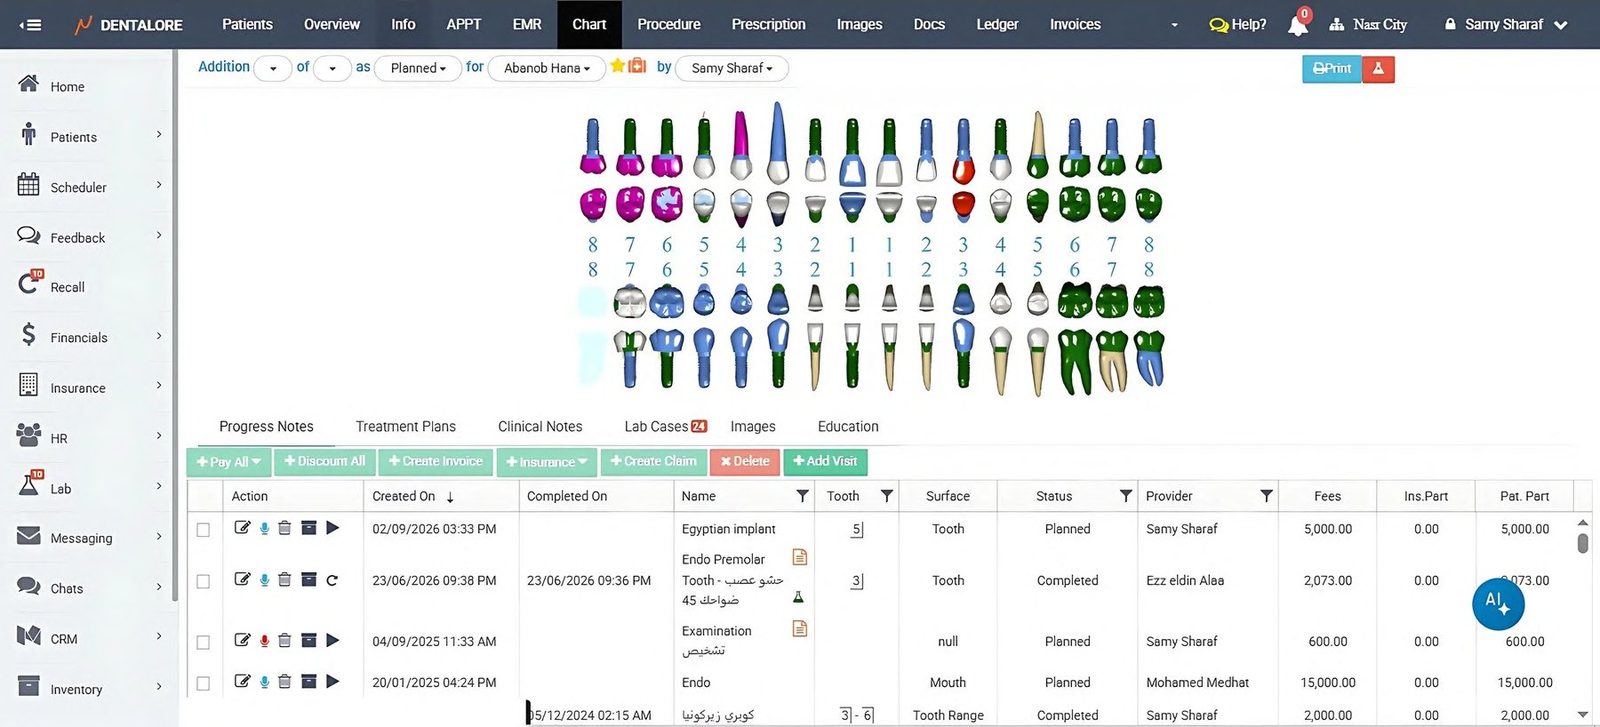 DENTALORE Patients Overview Info APPT EMR Chart Procedure Prescription Images Docs Ledger Invoices Help? 0 Nasr City Samy Sharaf
Addition of as Planned for Abanob Hana by Samy Sharaf Print
Home
Patients
Scheduler
Feedback
10
Recall
Financials
Insurance
HR
10
Lab
Messaging
Chats
CRM
Inventory
8 7 6 5 4 3 2 1 1 2 3 4 5 6 7 8
8 7 6 5 4 3 2 1 1 2 3 4 5 6 7 8
Progress Notes Treatment Plans Clinical Notes Lab Cases 24 Images Education
+Pay All +Discount All +Create Invoice +Insurance +Create Claim Delete +Add Visit
Action Created On ↓ Completed On Name Tooth Surface Status Provider Fees Ins.Part Pat. Part
02/09/2026 03:33 PM Egyptian implant 5 Tooth Planned Samy Sharaf 5,000.00 0.00 5,000.00
Endo Premolar
23/06/2026 09:38 PM 23/06/2026 09:36 PM Tooth - حشو عصب 3 Tooth Completed Ezz eldin Alaa 2,073.00 0.00 073.00
ضواحك 45
AI
Examination
04/09/2025 11:33 AM null Planned Samy Sharaf 600.00 0.00 600.00
تشخيص
20/01/2025 04:24 PM Endo Mouth Planned Mohamed Medhat 15,000.00 0.00 15,000.00
05/12/2024 02:15 AM كوبري زيركونيا 3 - 6 Tooth Range Completed Samy Sharaf 2,000.00 0.00 2,000.00